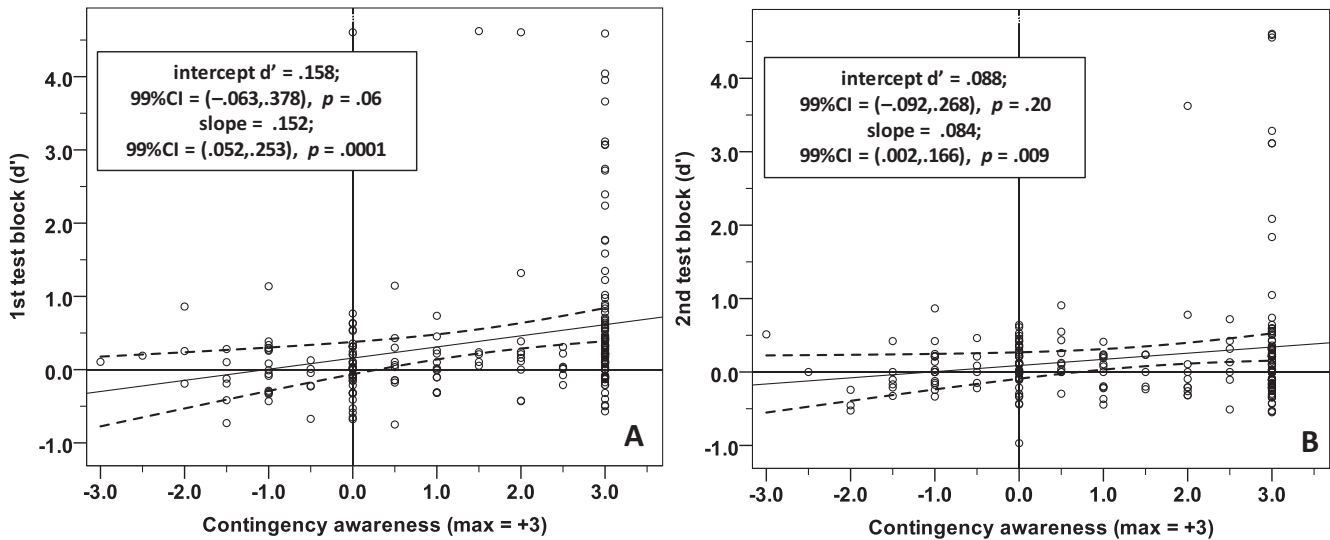 intercept d’ = .158;
99%CI = (–.063,.378), p = .06
slope = .152;
99%CI = (.052,.253), p = .0001
1st test block (d')
4.0
3.0
2.0
1.0
0.0
-1.0
A
-3.0 -2.0 -1.0 0.0 1.0 2.0 3.0
Contingency awareness (max = +3)
intercept d’ = .088;
99%CI = (–.092,.268), p = .20
slope = .084;
99%CI = (.002,.166), p = .009
2nd test block (d')
4.0
3.0
2.0
1.0
0.0
-1.0
B
-3.0 -2.0 -1.0 0.0 1.0 2.0 3.0
Contingency awareness (max = +3)